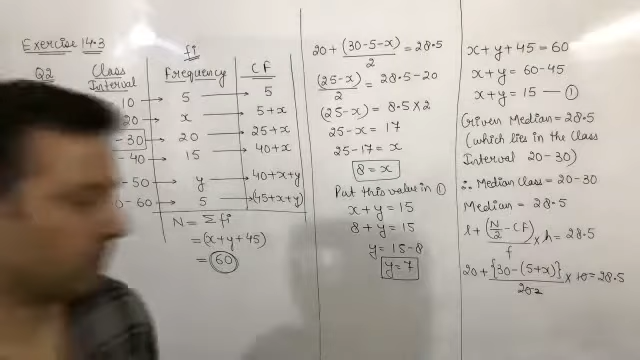 Exercise 14.3
Q2
Class Interval
fi
Frequency
CF
10 → 5 → 5
20 → x → 5+x
- 30 → 20 → 25+x
- 40 → 15 → 40+x
- 50 → y → 40+x+y
0 - 60 → 5 → (45+x+y)
N = Σfi
= (x+y+45)
= 60
20 + (30-5-x)/2 = 28.5
(25-x)/2 = 28.5-20
(25-x) = 8.5×2
25-x = 17
25-17 = x
8 = x
Put this value in ①
x+y = 15
8+y = 15
y = 15-8
y = 7
x+y+45 = 60
x+y = 60-45
x+y = 15 — ①
Given Median = 28.5
(which lies in the Class
Interval 20-30)
∴ Median Class = 20-30
Median = 28.5
l + (N/2 - CF)/f × h = 28.5
20 + {30-(5+x)}/20 2 × 10 = 28.5